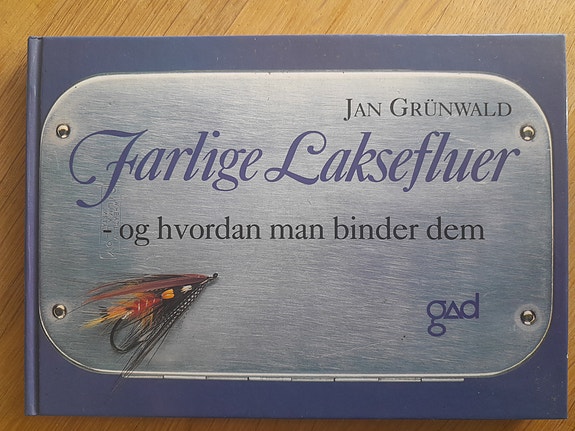 JAN GRÜNWALD
Farlige Laksefluer
- og hvordan man binder dem
gad